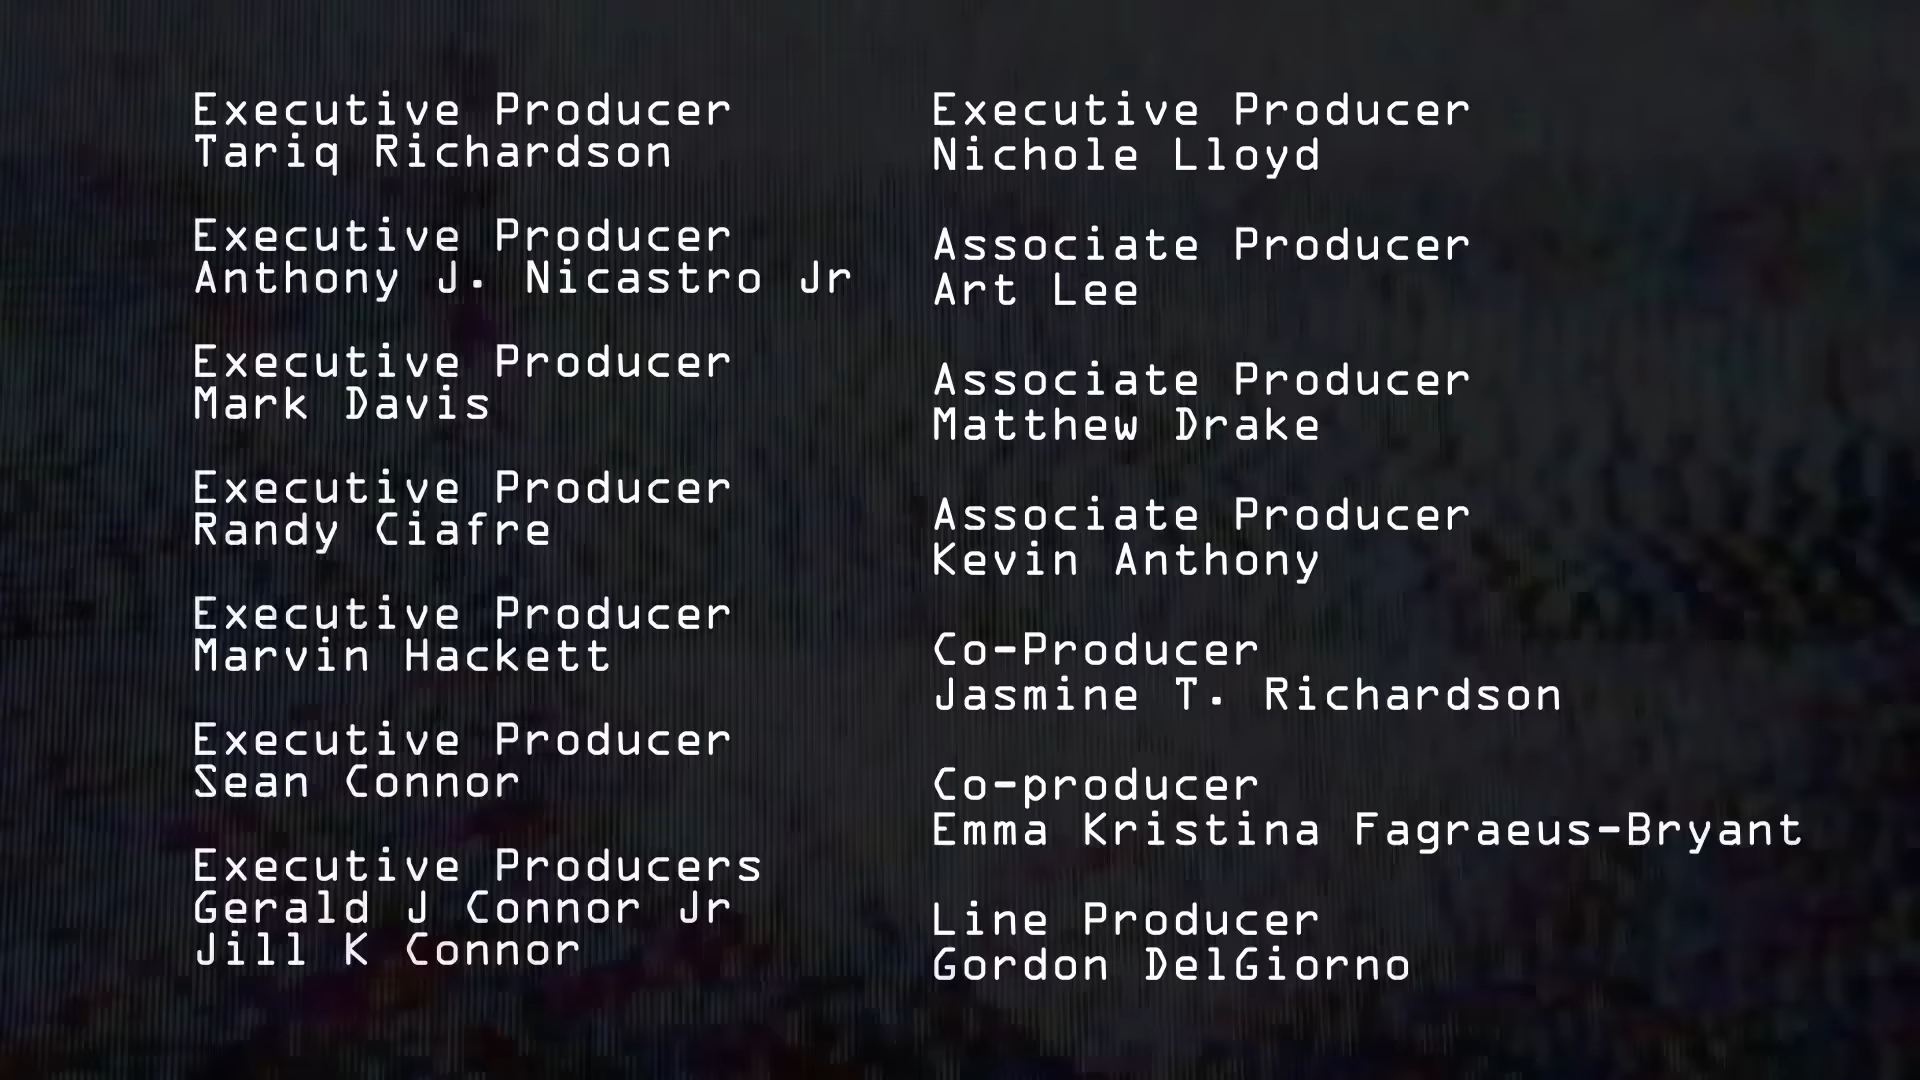 Executive Producer
Tariq Richardson
Executive Producer
Anthony J. Nicastro Jr
Executive Producer
Mark Davis
Executive Producer
Randy Ciafre
Executive Producer
Marvin Hackett
Executive Producer
Sean Connor
Executive Producers
Gerald J Connor Jr
Jill K Connor
Executive Producer
Nichole Lloyd
Associate Producer
Art Lee
Associate Producer
Matthew Drake
Associate Producer
Kevin Anthony
Co-Producer
Jasmine T. Richardson
Co-producer
Emma Kristina Fagraeus-Bryant
Line Producer
Gordon DelGiorno